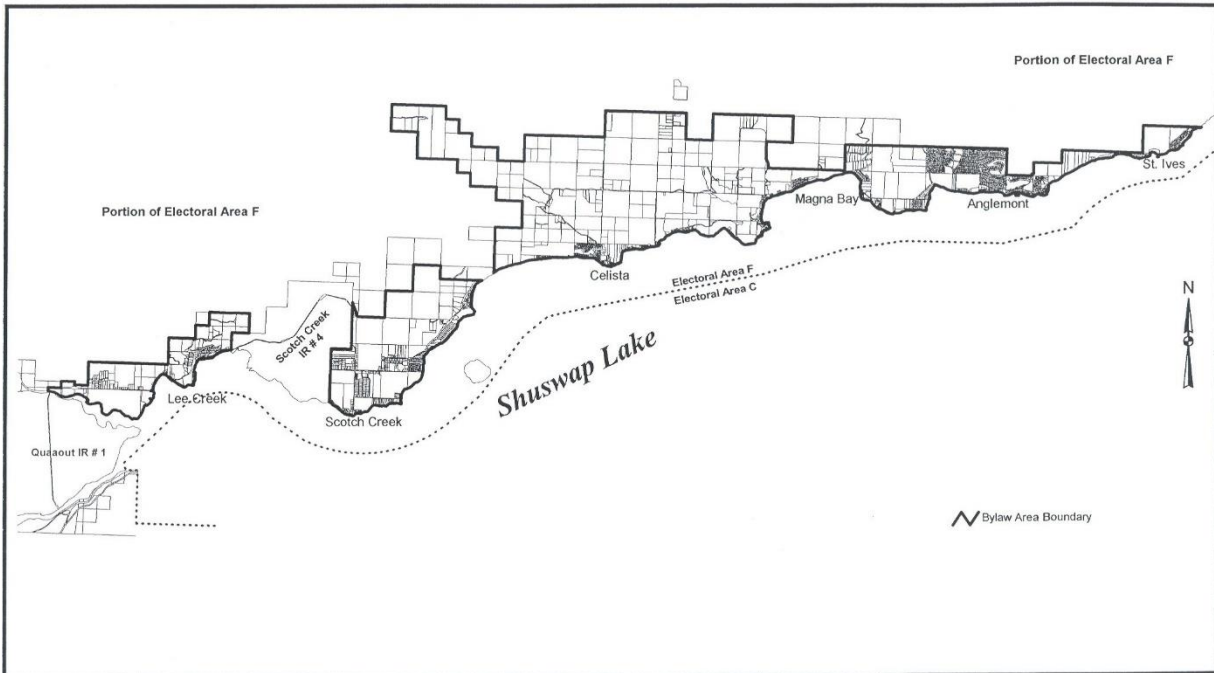 Portion of Electoral Area F
Portion of Electoral Area F
St. Ives
Magna Bay
Anglemont
Celista
Electoral Area F
Electoral Area C
N
Scotch Creek
IR # 4
Shuswap Lake
Lee Creek
Scotch Creek
Quaaout IR # 1
Bylaw Area Boundary